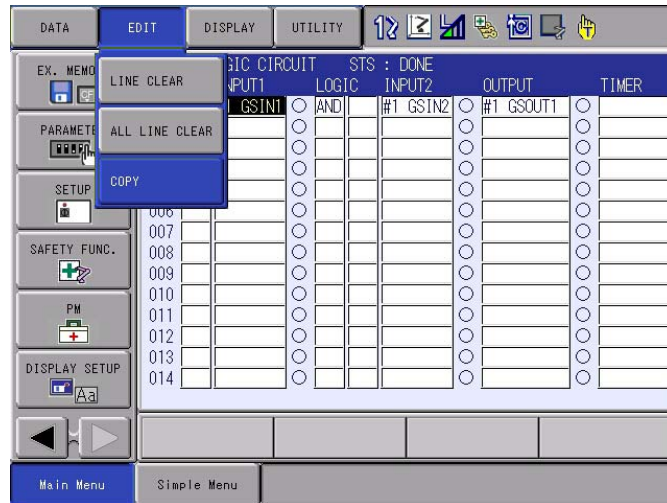 DATA EDIT DISPLAY UTILITY
EX. MEMO
LINE CLEAR
CF
PARAMETE
ALL LINE CLEAR
SETUP
COPY
SAFETY FUNC.
PM
DISPLAY SETUP
Aa
GIC CIRCUIT STS : DONE
NPUT1 LOGIC INPUT2 OUTPUT TIMER
GSIN1 AND #1 GSIN2 #1 GSOUT1
006
007
008
009
010
011
012
013
014
Main Menu Simple Menu